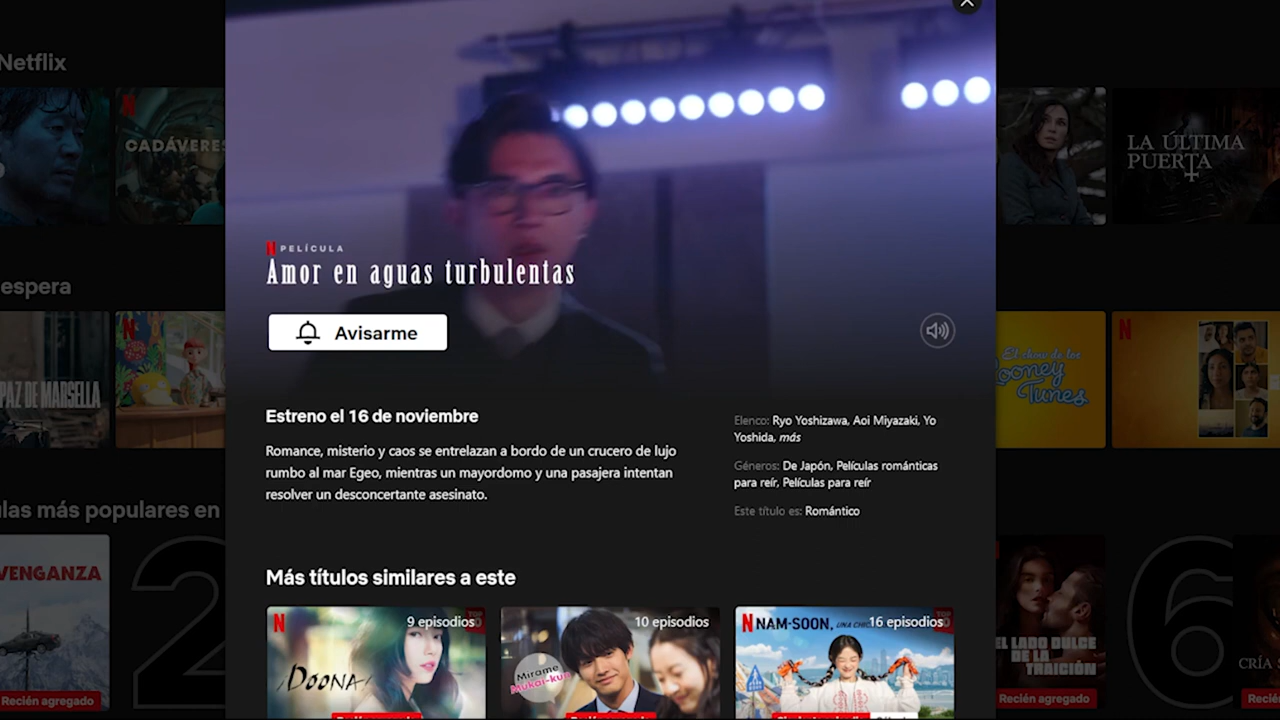 Netflix
CADÁVERES
LA ÚLTIMA
PUERTA
N PELÍCULA
Amor en aguas turbulentas
espera
Avisarme
PAZ DE MARSELLA
El show de los
Looney
Tunes
Estreno el 16 de noviembre
Romance, misterio y caos se entrelazan a bordo de un crucero de lujo
rumbo al mar Egeo, mientras un mayordomo y una pasajera intentan
resolver un desconcertante asesinato.
Elenco: Ryo Yoshizawa, Aoi Miyazaki, Yo
Yoshida, más
Géneros: De Japón, Películas románticas
para reír, Películas para reír
Este título es: Romántico
las más populares en
Más títulos similares a este
VENGANZA
Recién agregado
2
N
9 episodios
DOONA
10 episodios
Mírame
Mukai-kun
N
NAM-SOON,
16 episodios
EL LADO DULCE
DE LA
TRAICIÓN
Recién agregado
6
CRÍA
Recié